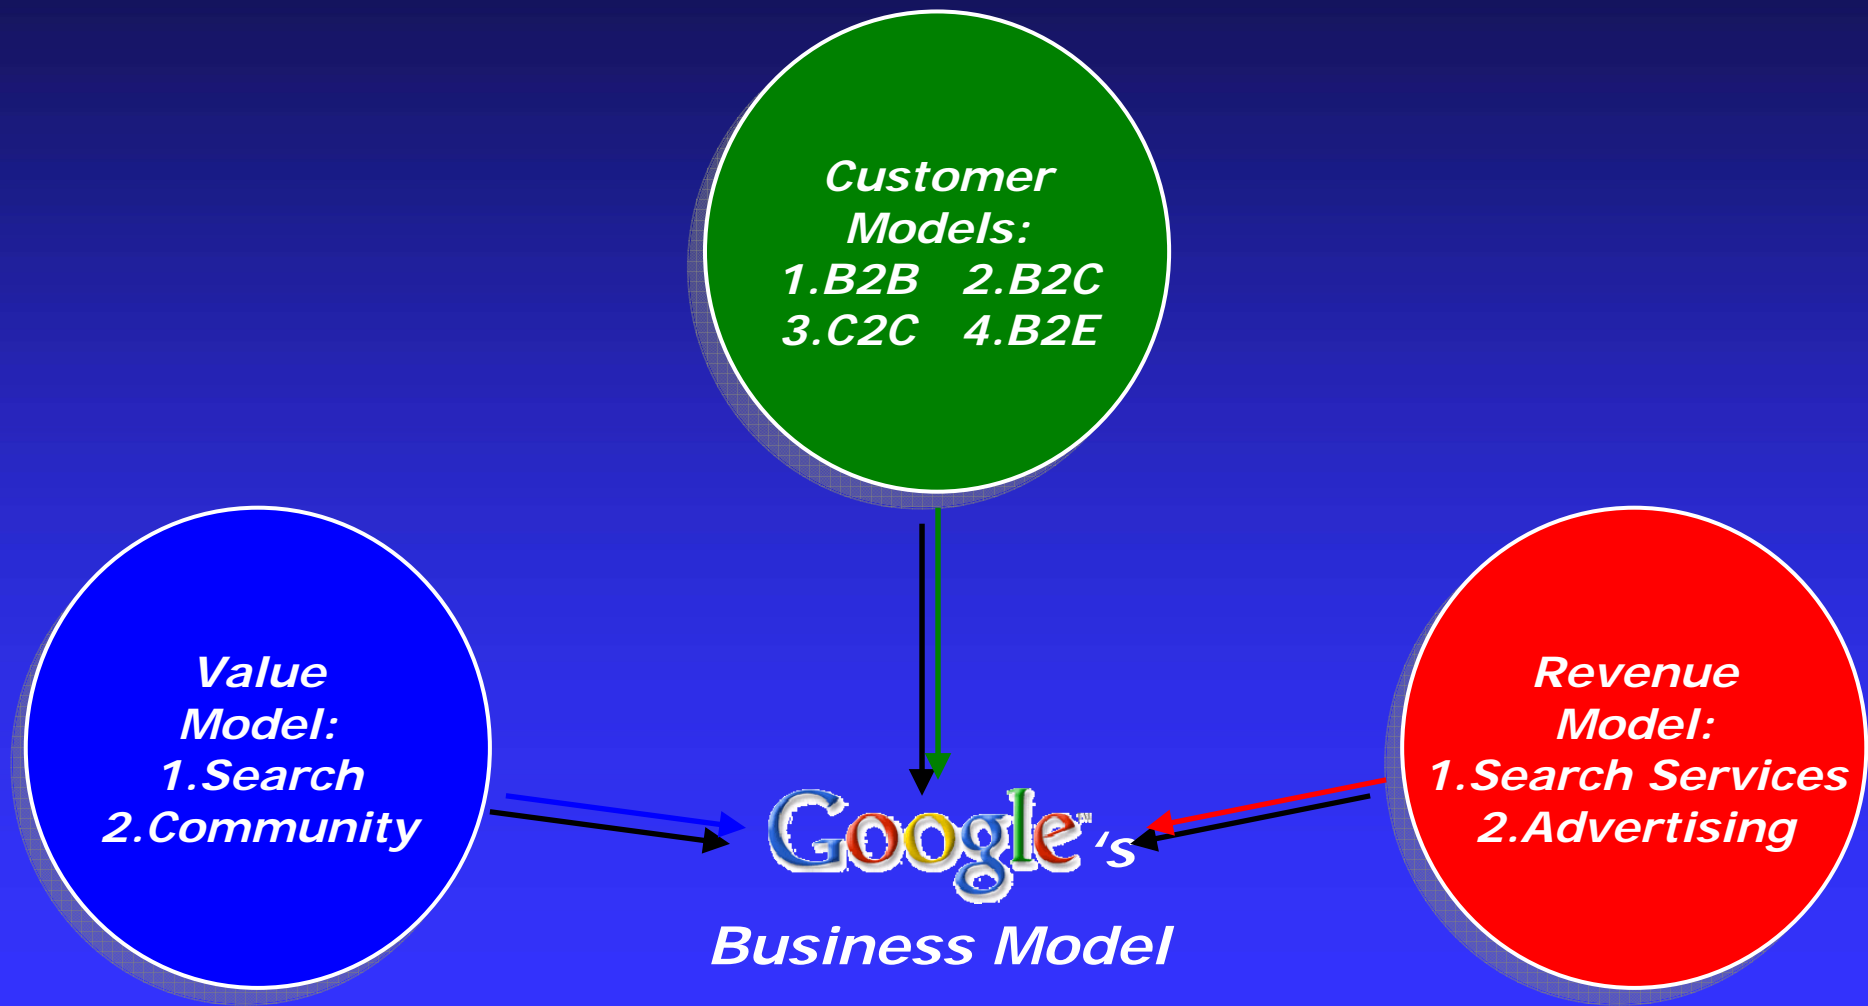 Customer
Models:
1.B2B 2.B2C
3.C2C 4.B2E
Value
Model:
1.Search
2.Community
Revenue
Model:
1.Search Services
2.Advertising
Google™ 's
Business Model